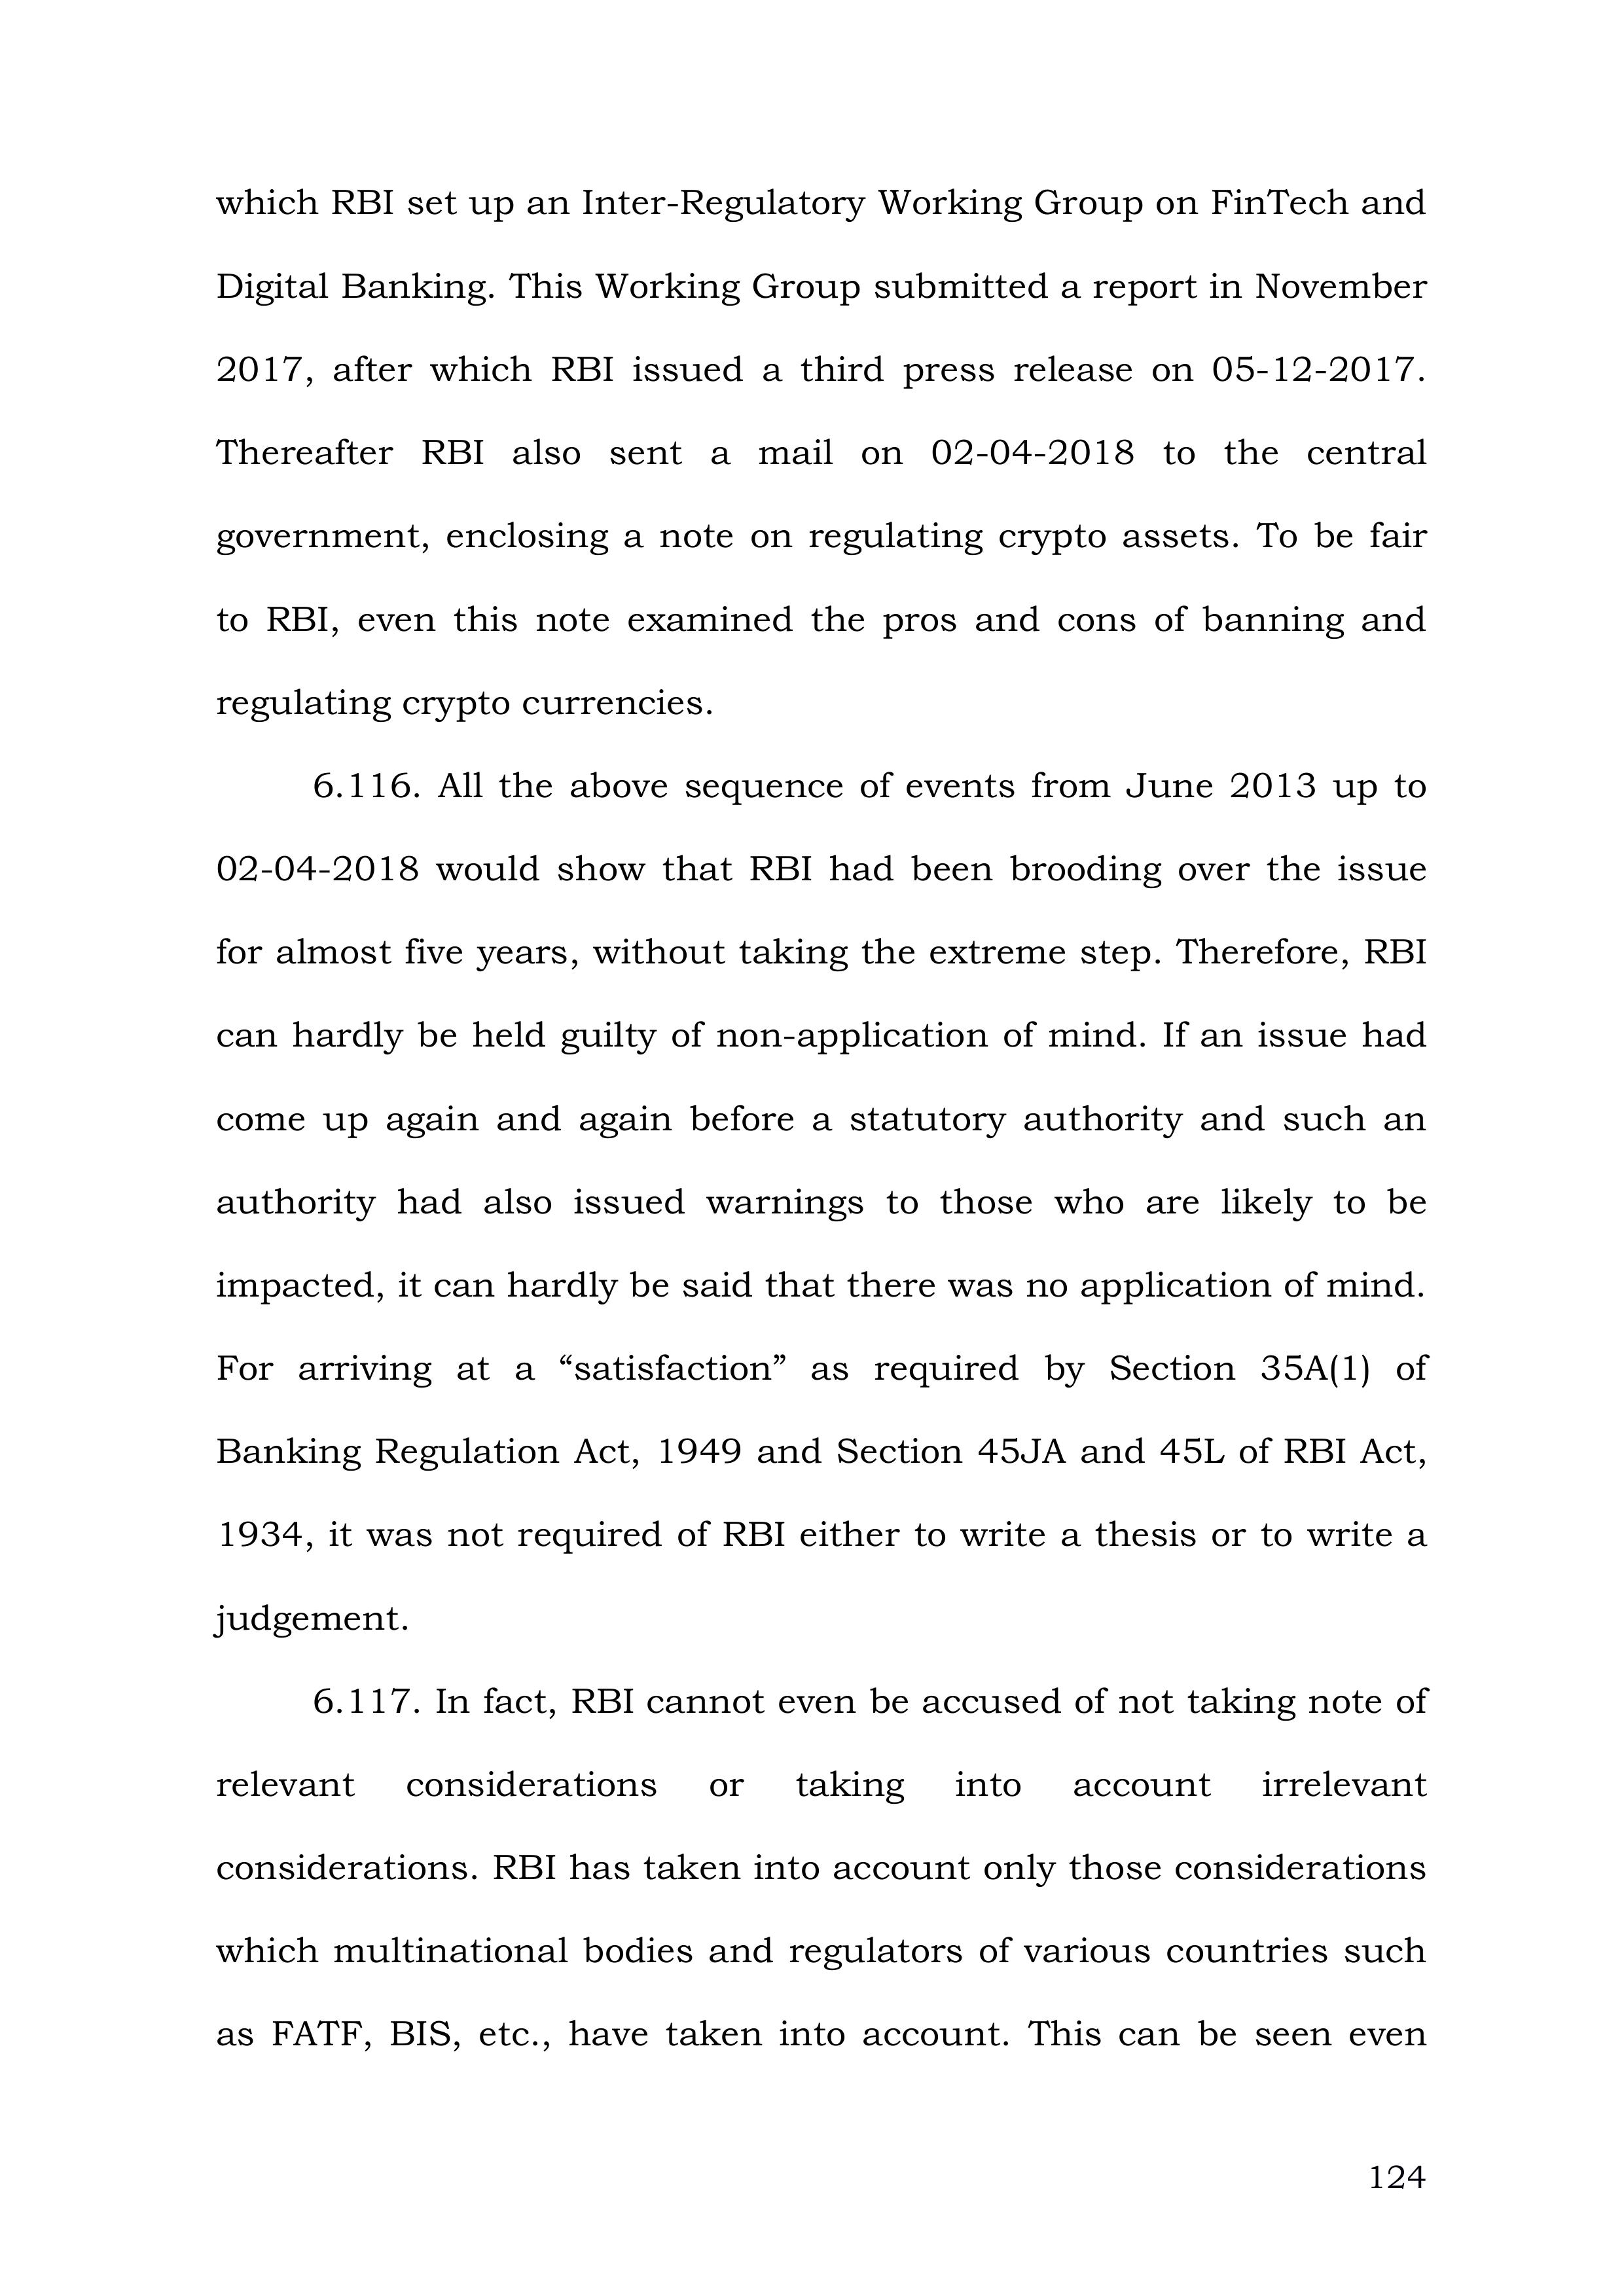 which RBI set up an Inter-Regulatory Working Group on FinTech and
Digital Banking. This Working Group submitted a report in November
2017, after which RBI issued a third press release on 05-12-2017.
Thereafter RBI also sent a mail on 02-04-2018 to the central
government, enclosing a note on regulating crypto assets. To be fair
to RBI, even this note examined the pros and cons of banning and
regulating crypto currencies.
6.116. All the above sequence of events from June 2013 up to
02-04-2018 would show that RBI had been brooding over the issue
for almost five years, without taking the extreme step. Therefore, RBI
can hardly be held guilty of non-application of mind. If an issue had
come up again and again before a statutory authority and such an
authority had also issued warnings to those who are likely to be
impacted, it can hardly be said that there was no application of mind.
For arriving at a “satisfaction” as required by Section 35A(1) of
Banking Regulation Act, 1949 and Section 45JA and 45L of RBI Act,
1934, it was not required of RBI either to write a thesis or to write a
judgement.
6.117. In fact, RBI cannot even be accused of not taking note of
relevant considerations or taking into account irrelevant
considerations. RBI has taken into account only those considerations
which multinational bodies and regulators of various countries such
as FATF, BIS, etc., have taken into account. This can be seen even
124